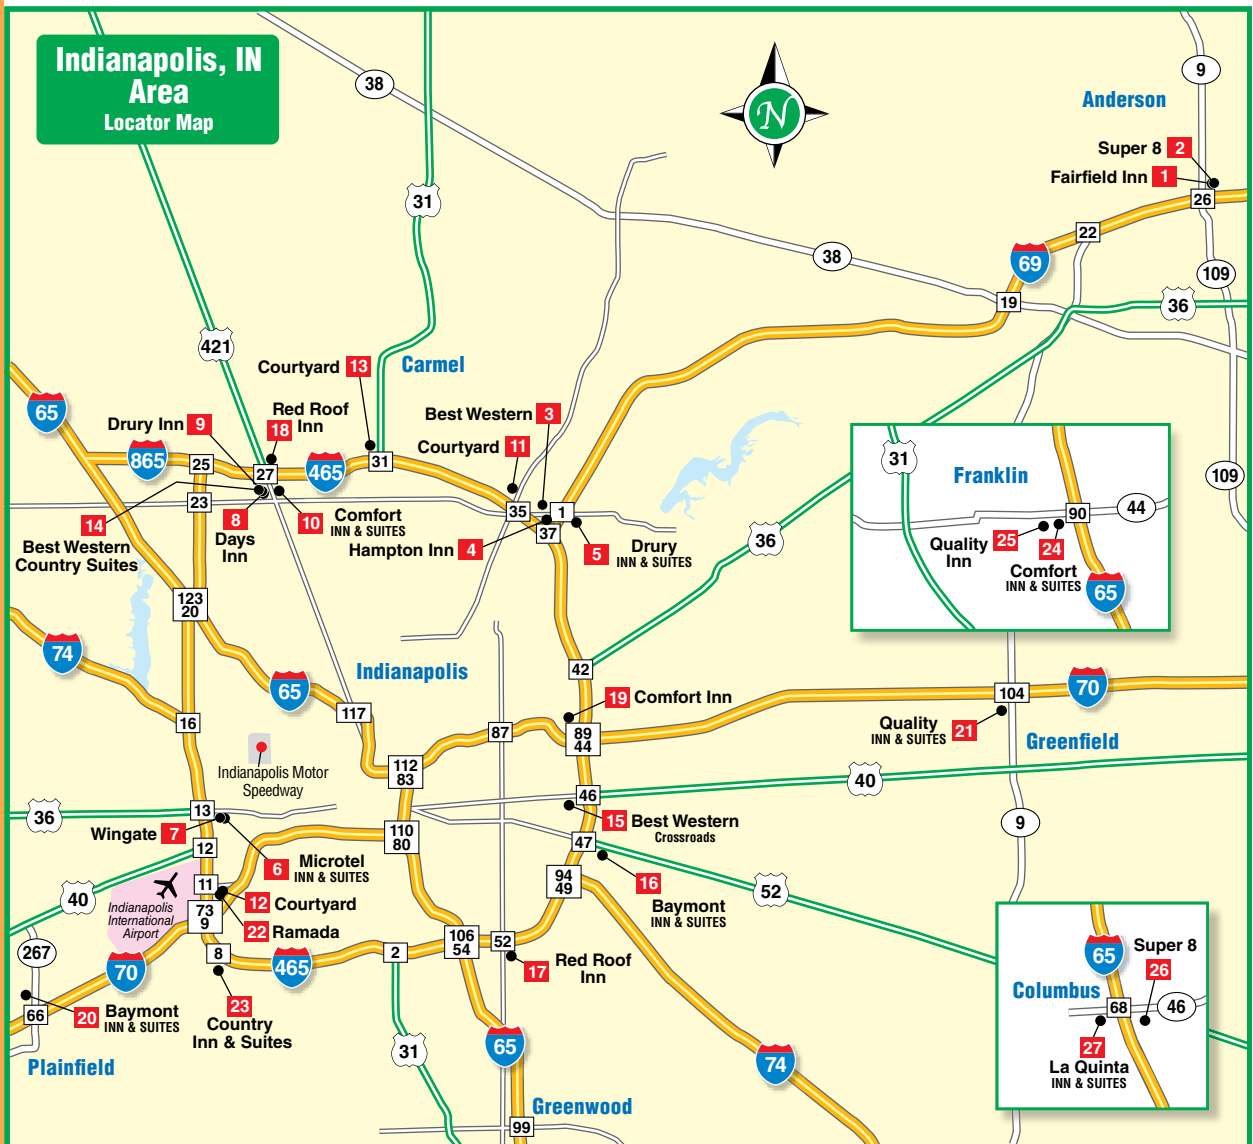 Indianapolis, IN
Area
Locator Map
38
9
Anderson
N
Super 8 2
Fairfield Inn 1
26
31
22
38
69
109
19
36
421
Courtyard 13
Carmel
65
Drury Inn 9
Red Roof
18 Inn
Best Western 3
Courtyard 11
865
25
27
465
31
31
Franklin
109
23
14
Best Western
Country Suites
8
Days
Inn
10
Comfort
INN & SUITES
35
1
37
Hampton Inn 4
5
Drury
INN & SUITES
36
90
44
Quality
Inn
25
24
Comfort
INN & SUITES
65
123
20
74
Indianapolis
65
42
19 Comfort Inn
104
70
16
117
87
89
44
Quality
INN & SUITES
21
Greenfield
Indianapolis Motor
Speedway
112
83
46
40
36
13
Wingate 7
15 Best Western
Crossroads
9
110
80
12
47
6
Microtel
INN & SUITES
40
11
94
49
16
Baymont
INN & SUITES
52
Indianapolis
International
Airport
12 Courtyard
73
9
22 Ramada
267
8
70
465
2
106
54
52
17
Red Roof
Inn
65
Super 8
26
Columbus
68
46
66
20
Baymont
INN & SUITES
23
Country
Inn & Suites
31
65
74
27
La Quinta
INN & SUITES
Plainfield
Greenwood
99